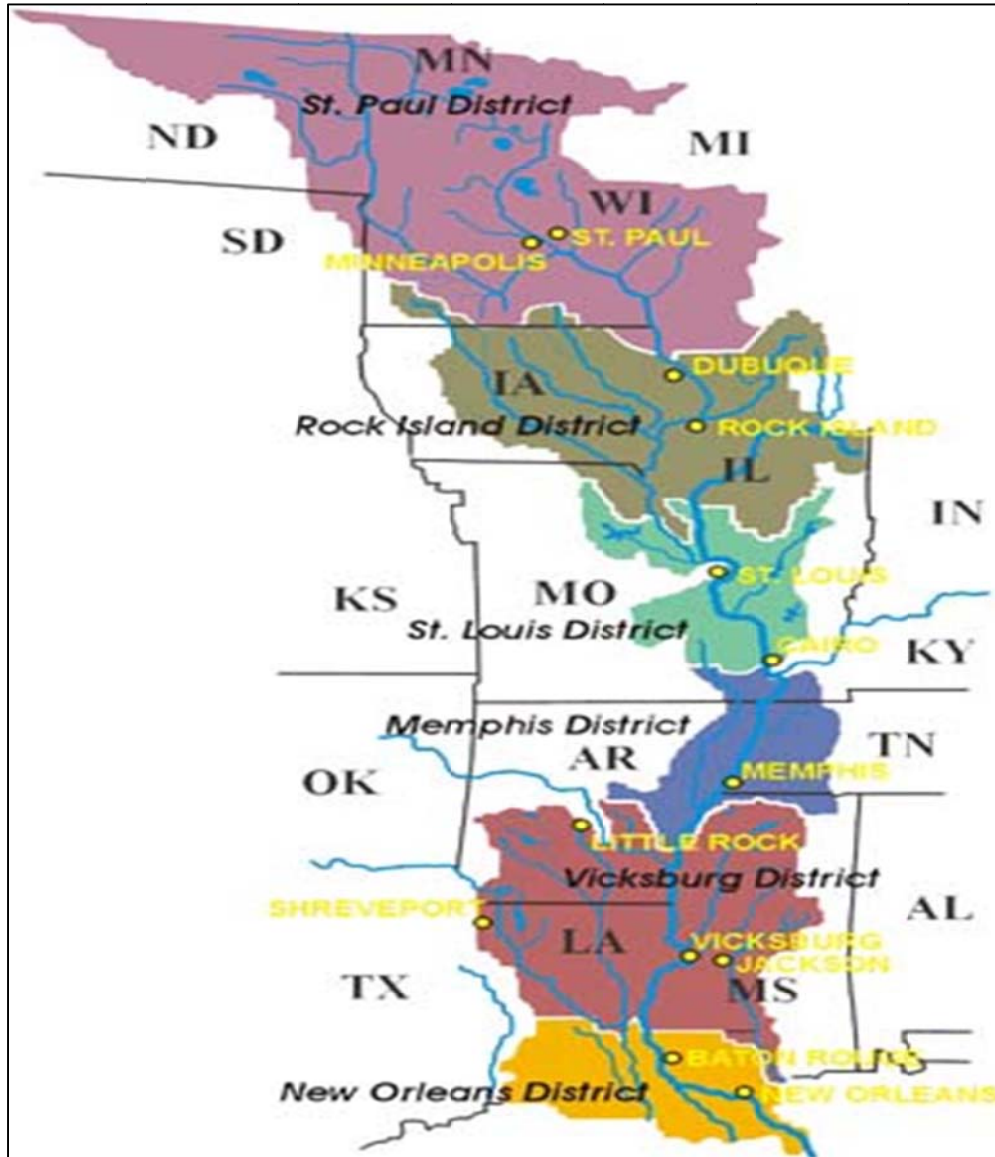 MN
St. Paul District
ND
MI
WI
SD
ST. PAUL
MINNEAPOLIS
DUBUQUE
IA
Rock Island District
ROCK ISLAND
IL
IN
ST. LOUIS
KS
MO
St. Louis District
CAIRO
KY
Memphis District
TN
AR
MEMPHIS
OK
LITTLE ROCK
Vicksburg District
SHREVEPORT
AL
LA
VICKSBURG
JACKSON
TX
MS
BATON ROUGE
New Orleans District
NEW ORLEANS